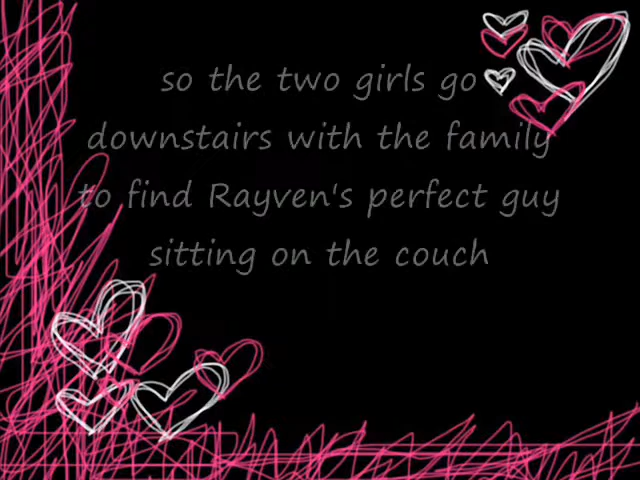 so the two girls go
downstairs with the family
to find Rayven's perfect guy
sitting on the couch